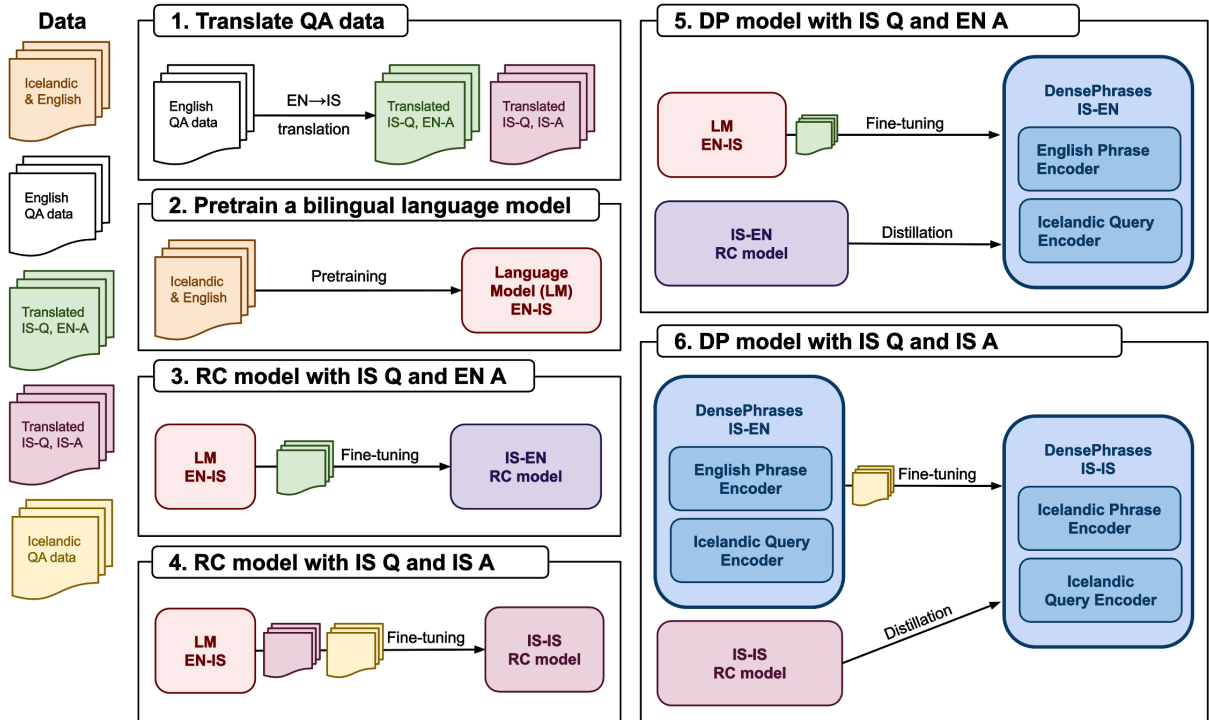 Data
Icelandic
& English
English
QA data
Translated
IS-Q, EN-A
Translated
IS-Q, IS-A
Icelandic
QA data
1. Translate QA data
English
QA data
EN→IS
translation
Translated
IS-Q, EN-A
Translated
IS-Q, IS-A
2. Pretrain a bilingual language model
Icelandic
& English
Pretraining
Language
Model (LM)
EN-IS
3. RC model with IS Q and EN A
LM
EN-IS
Fine-tuning
IS-EN
RC model
4. RC model with IS Q and IS A
LM
EN-IS
Fine-tuning
IS-IS
RC model
5. DP model with IS Q and EN A
LM
EN-IS
Fine-tuning
IS-EN
RC model
Distillation
DensePhrases
IS-EN
English Phrase
Encoder
Icelandic Query
Encoder
6. DP model with IS Q and IS A
DensePhrases
IS-EN
English Phrase
Encoder
Icelandic Query
Encoder
Fine-tuning
IS-IS
RC model
Distillation
DensePhrases
IS-IS
Icelandic Phrase
Encoder
Icelandic
Query Encoder